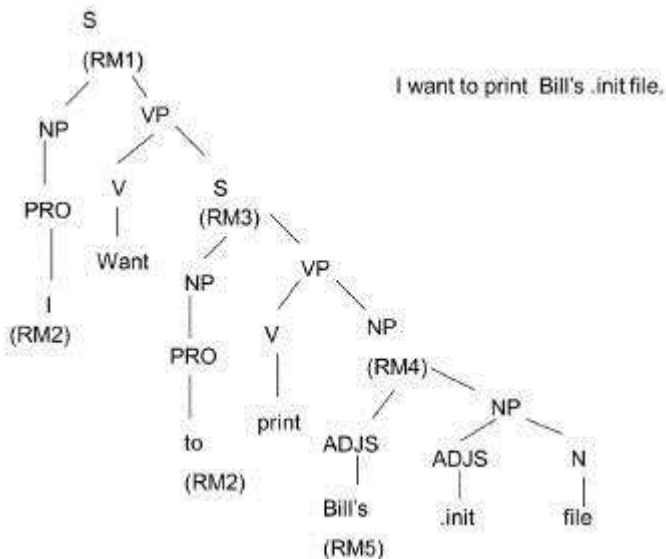 S
(RM1)
I want to print Bill's .init file.
NP
VP
V
S
PRO
(RM3)
Want
NP
VP
I
(RM2)
V
NP
PRO
(RM4)
NP
print
to
ADJS
ADJS
N
(RM2)
Bill's
.init
file
(RM5)